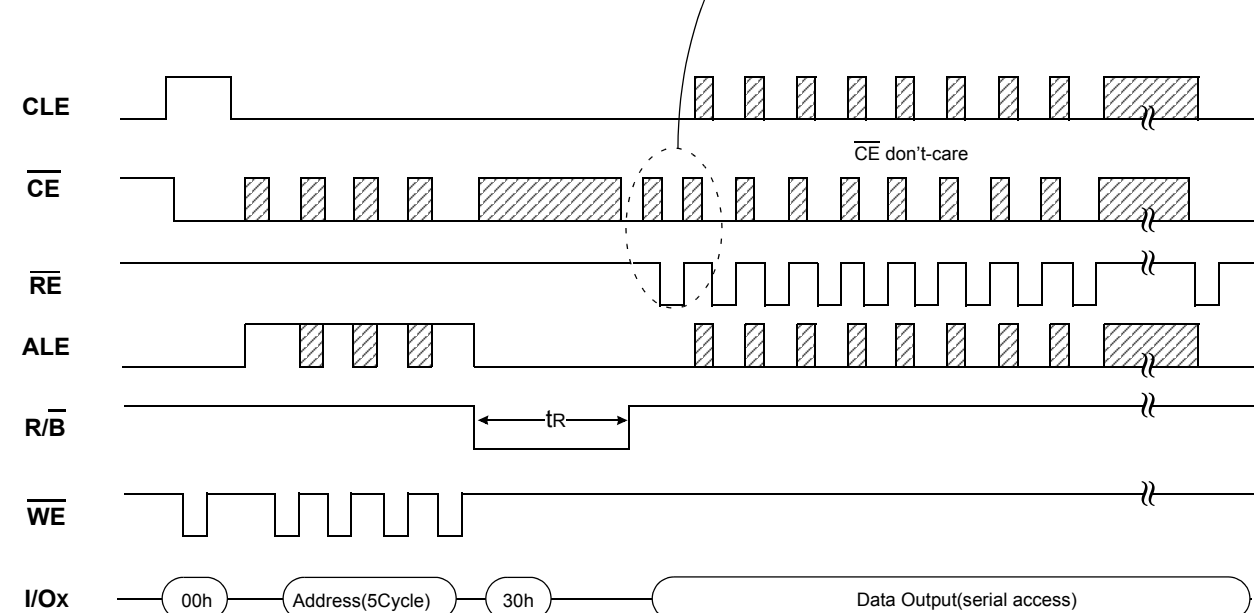 CLE
CE don't-care
CE
RE
ALE
R/B
tR
WE
I/Ox
00h
Address(5Cycle)
30h
Data Output(serial access)